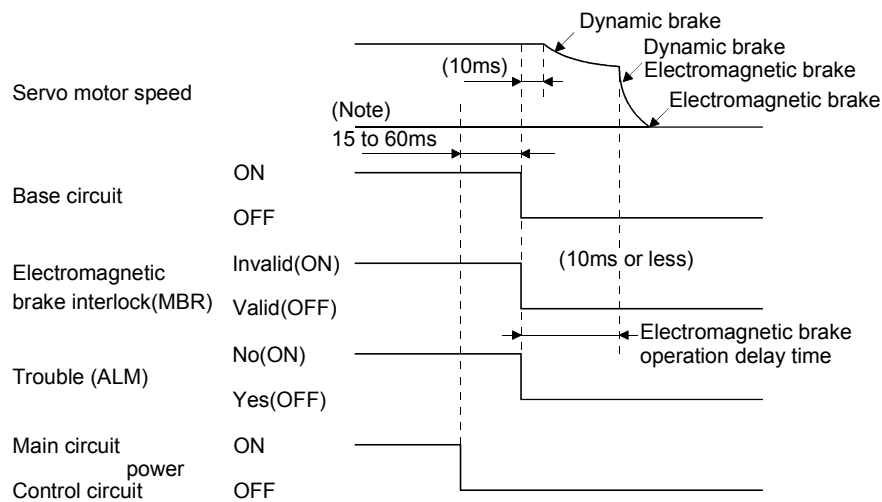 Dynamic brake
Dynamic brake
Electromagnetic brake
(10ms)
Servo motor speed
Electromagnetic brake
(Note)
15 to 60ms
ON
Base circuit
OFF
Electromagnetic
brake interlock(MBR)
Invalid(ON)
(10ms or less)
Valid(OFF)
Electromagnetic brake
operation delay time
No(ON)
Trouble (ALM)
Yes(OFF)
Main circuit
ON
power
Control circuit
OFF